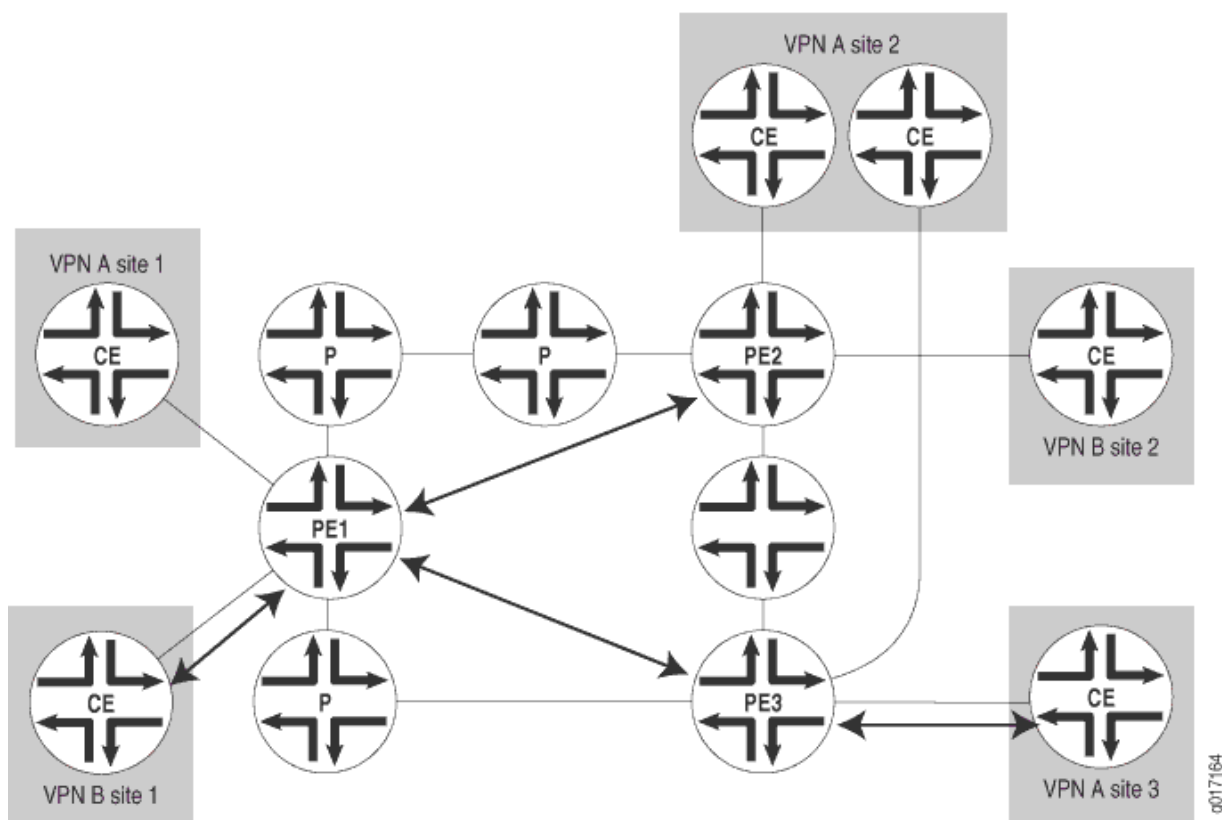 VPN A site 2
CE
CE
VPN A site 1
CE
P
P
PE2
CE
VPN B site 2
PE1
CE
P
PE3
CE
VPN B site 1
VPN A site 3
g017164